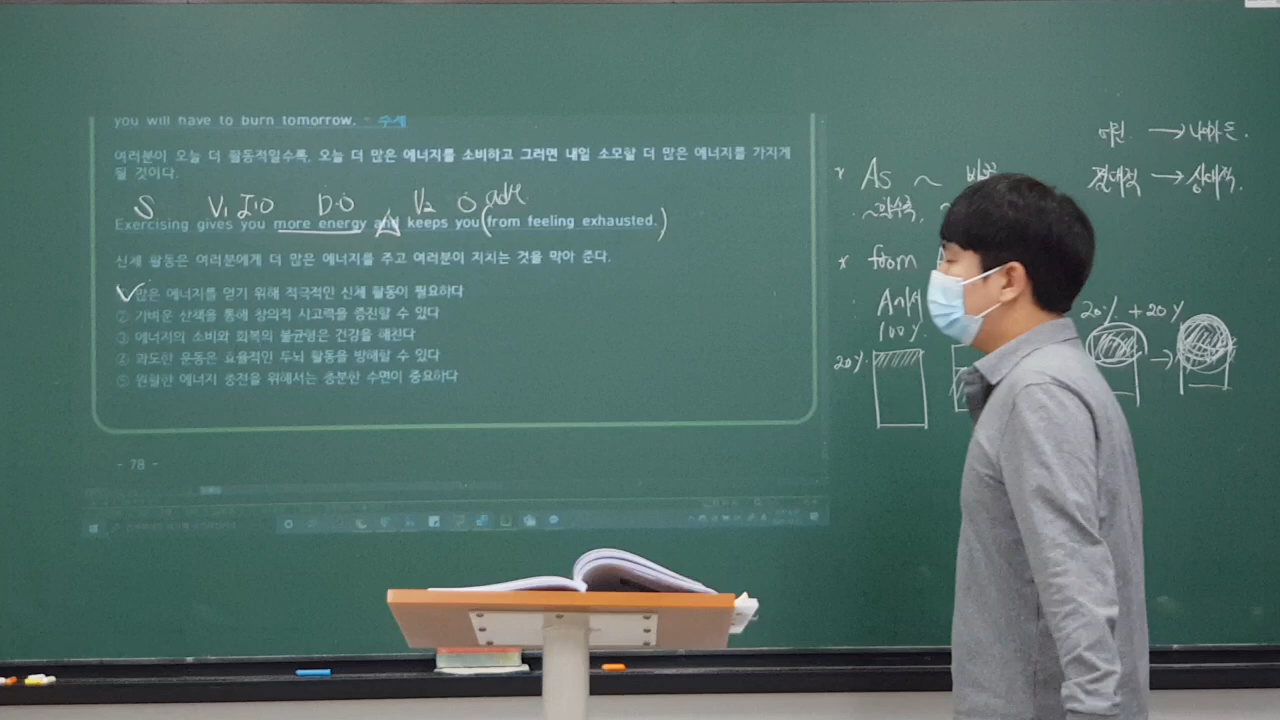 you will have to burn tomorrow. - 수제
여러분이 오늘 더 활동적일수록, 오늘 더 많은 에너지를 소비하고 그러면 내일 소모할 더 많은 에너지를 가지게
될 것이다.
S V₁ I·O D·O V₂ O
Exercising gives you more energy and keeps you (from feeling exhausted.)
신체 활동은 여러분에게 더 많은 에너지를 주고 여러분이 지치는 것을 막아 준다.
많은 에너지를 얻기 위해 적극적인 신체 활동이 필요하다
② 가벼운 산책을 통해 창의적 사고력을 증진할 수 있다
③ 에너지의 소비와 회복의 불균형은 건강을 해친다
④ 과도한 운동은 효율적인 두뇌 활동을 방해할 수 있다
⑤ 원활한 에너지 충전을 위해서는 충분한 수면이 중요하다
- 78 -
→
* As ~
~할수록,
절대적 → 상대적.
* from
A에서
100%
20%
20% + 20%
→